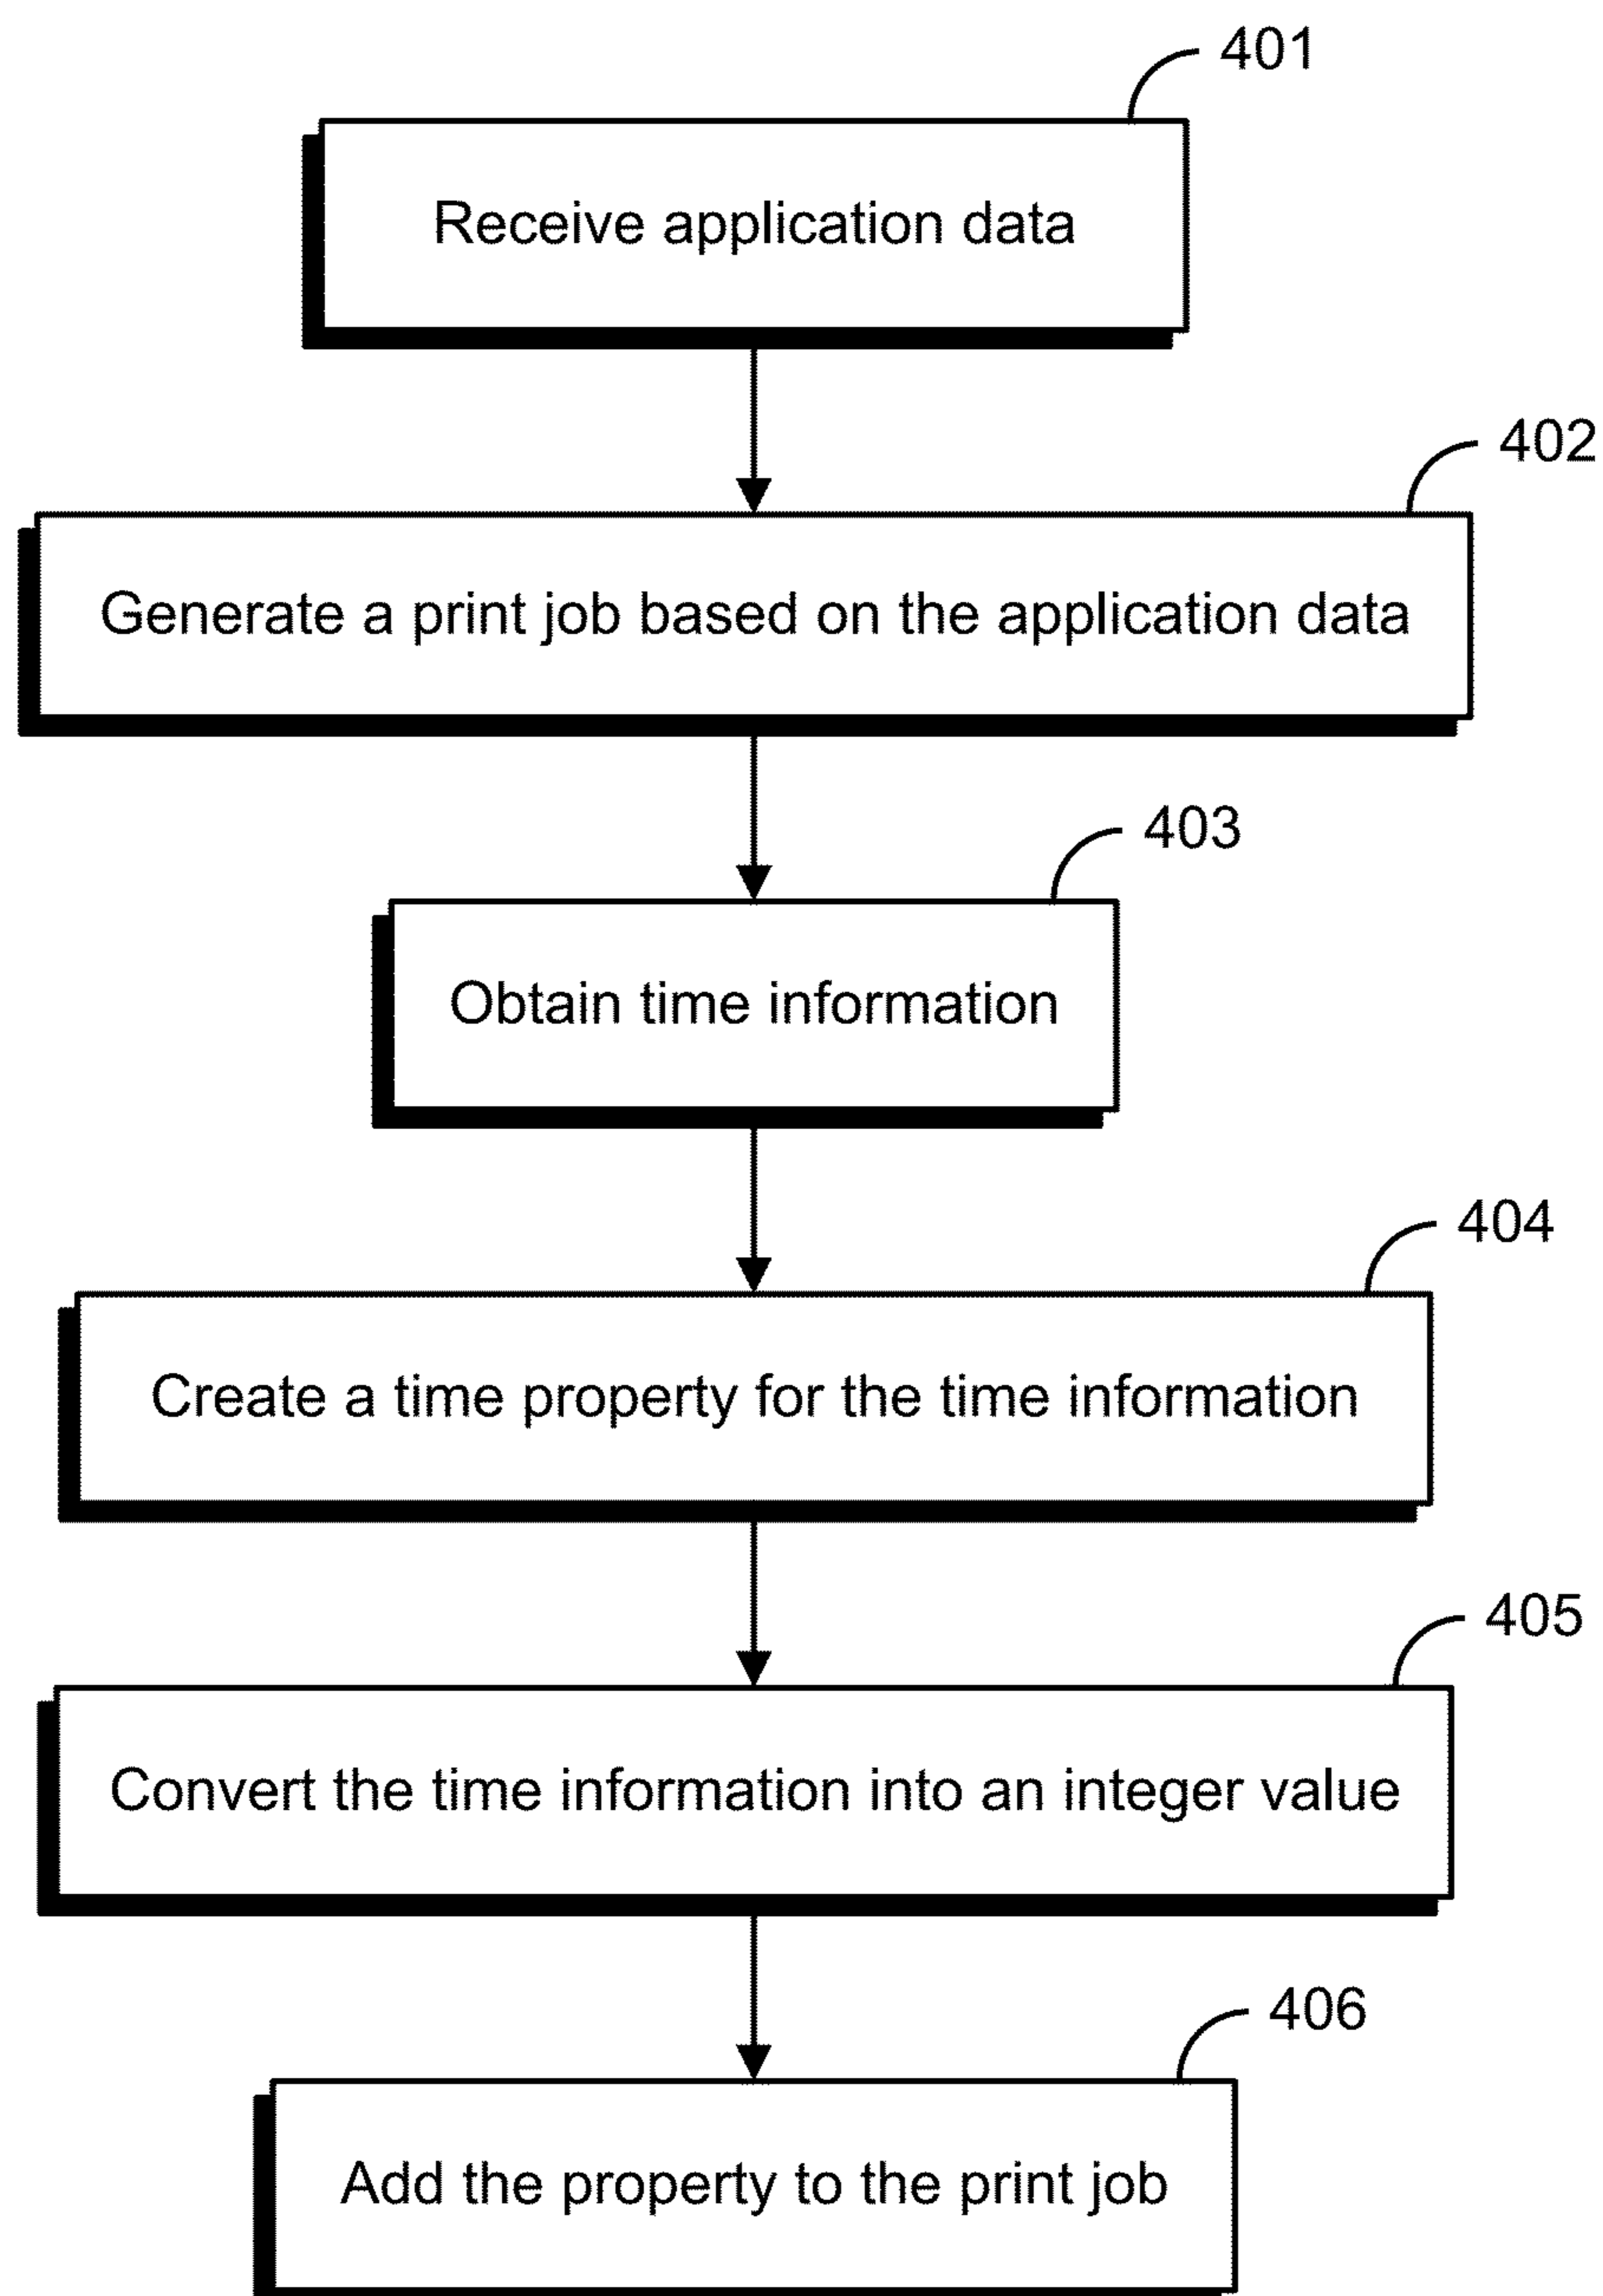 401
Receive application data
402
Generate a print job based on the application data
403
Obtain time information
404
Create a time property for the time information
405
Convert the time information into an integer value
406
Add the property to the print job